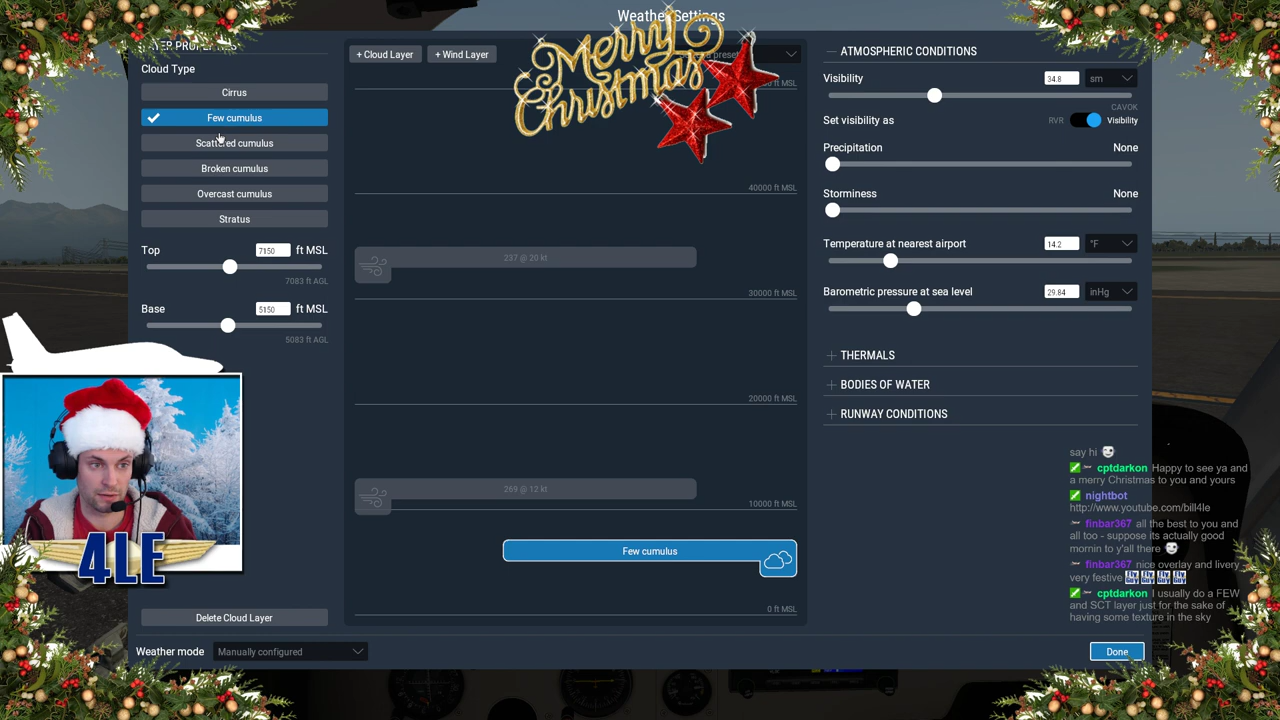 Weather Settings
LAYER PROPERTIES
Cloud Type
Cirrus
Few cumulus
Scattered cumulus
Broken cumulus
Overcast cumulus
Stratus
Top 7150 ft MSL
7083 ft AGL
Base 5150 ft MSL
5083 ft AGL
Delete Cloud Layer
Weather mode Manually configured
+ Cloud Layer + Wind Layer
Merry
Christmas
ft MSL
40000 ft MSL
237 @ 20 kt
30000 ft MSL
20000 ft MSL
269 @ 12 kt
10000 ft MSL
Few cumulus
0 ft MSL
ATMOSPHERIC CONDITIONS
Visibility 34.8 sm
CAVOK
Set visibility as RVR Visibility
Precipitation None
Storminess None
Temperature at nearest airport 14.2 °F
Barometric pressure at sea level 29.84 inHg
THERMALS
BODIES OF WATER
RUNWAY CONDITIONS
say hi
cptdarkon Happy to see ya and
a merry Christmas to you and yours
nightbot
http://www.youtube.com/bill4le
finbar367 all the best to you and
all too - suppose its actually good
mornin to y'all there
finbar367 nice overlay and livery -
very festive
cptdarkon I usually do a FEW
and SCT layer just for the sake of
having some texture in the sky
Done
4LE